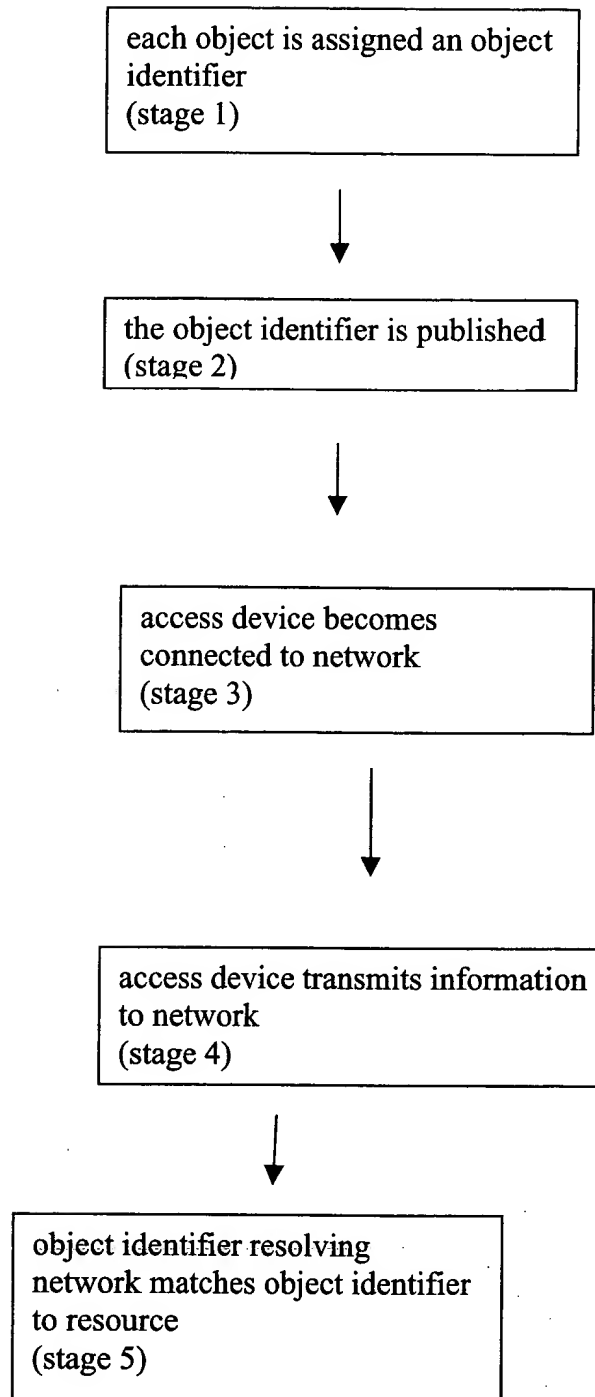 each object is assigned an object
identifier
(stage 1)
the object identifier is published
(stage 2)
access device becomes
connected to network
(stage 3)
access device transmits information
to network
(stage 4)
object identifier resolving
network matches object identifier
to resource
(stage 5)